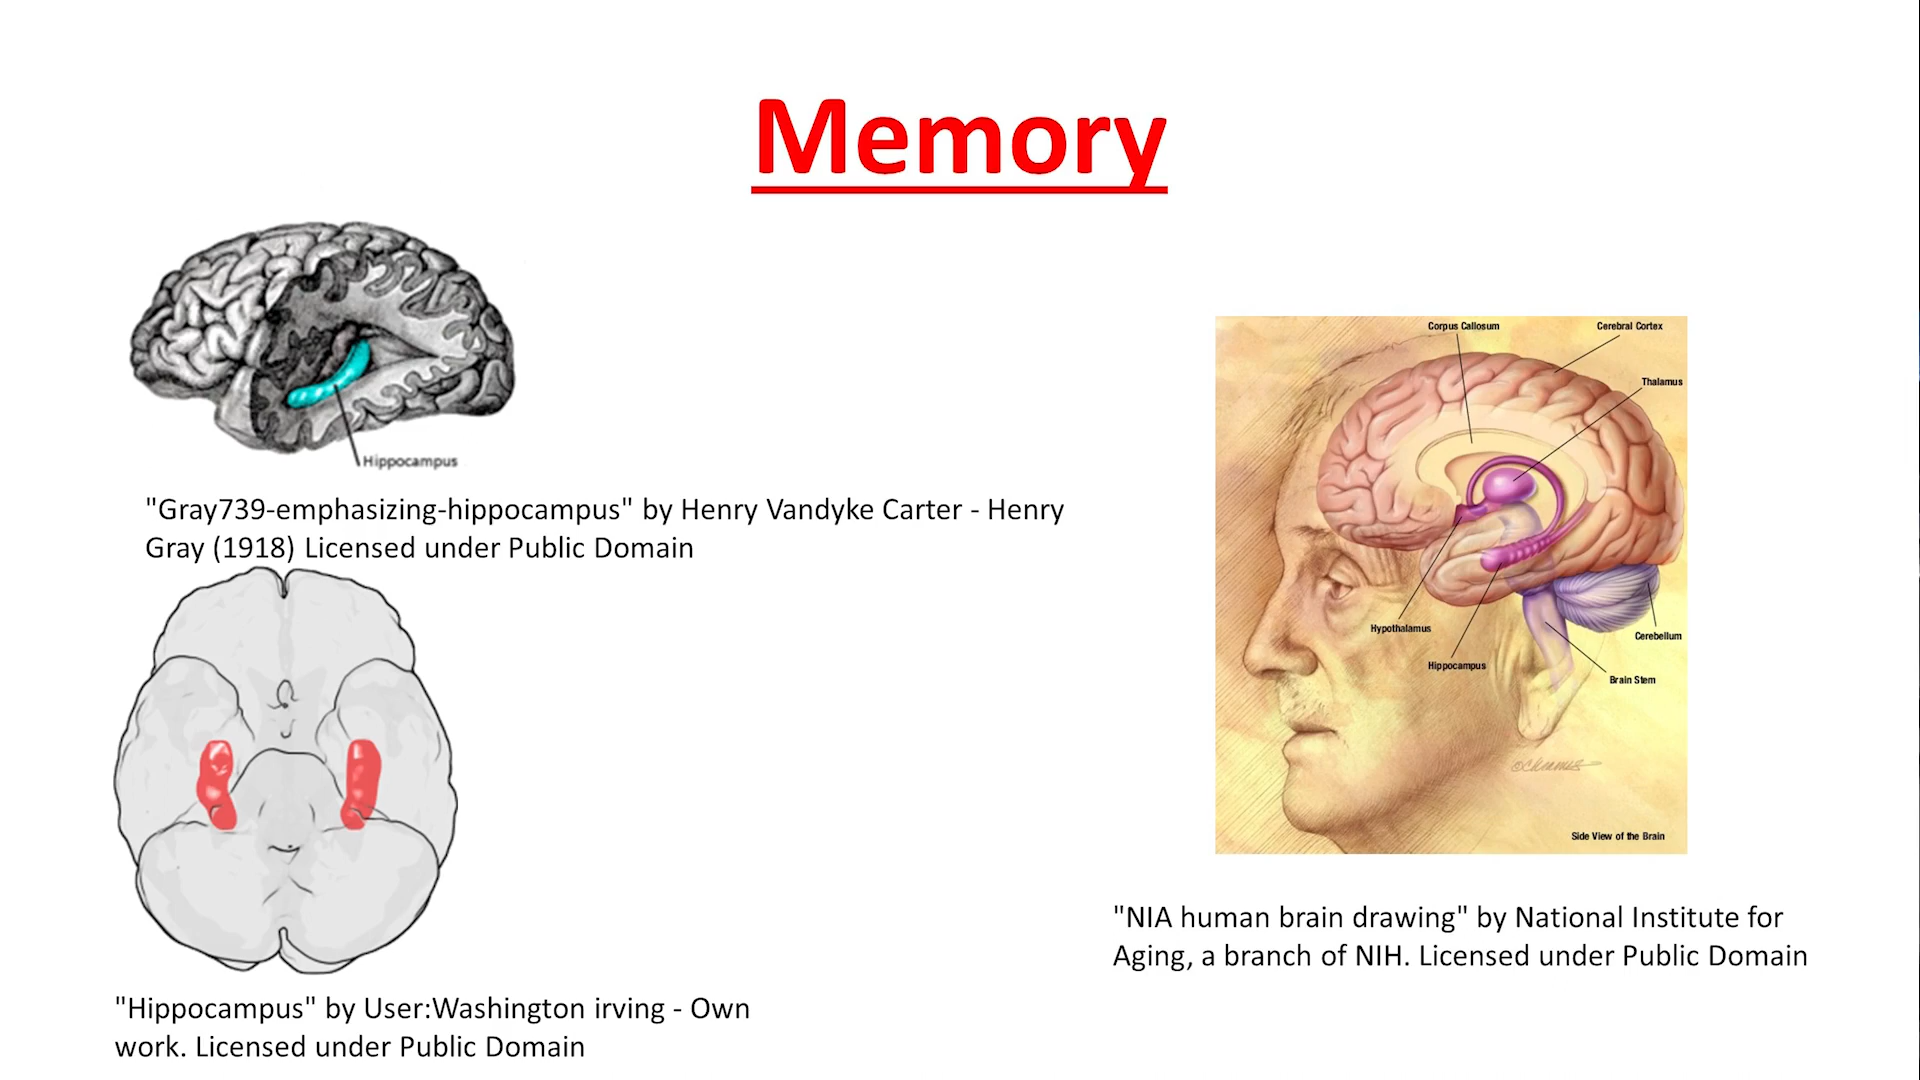 Memory
Hippocampus
"Gray739-emphasizing-hippocampus" by Henry Vandyke Carter - Henry
Gray (1918) Licensed under Public Domain
"Hippocampus" by User:Washington irving - Own
work. Licensed under Public Domain
Corpus Callosum
Cerebral Cortex
Thalamus
Hypothalamus
Cerebellum
Hippocampus
Brain Stem
Side View of the Brain
"NIA human brain drawing" by National Institute for
Aging, a branch of NIH. Licensed under Public Domain